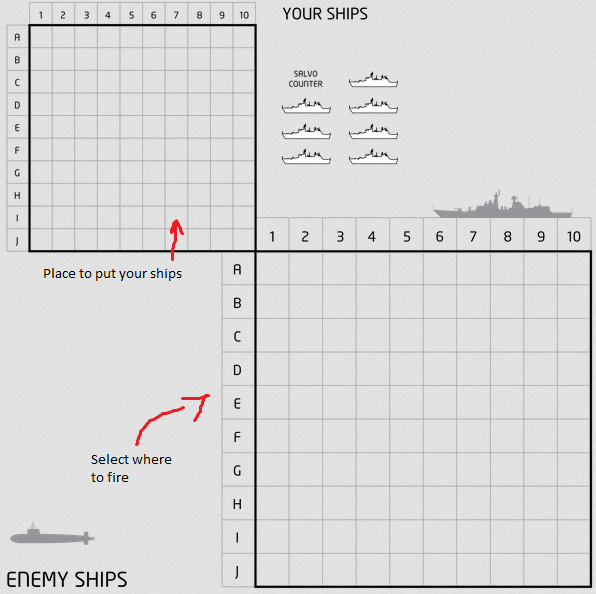 1 2 3 4 5 6 7 8 9 10
YOUR SHIPS
A
B
C
D
E
F
G
H
I
J
SALVO
COUNTER
Place to put your ships
1 2 3 4 5 6 7 8 9 10
A
B
C
D
E
F
G
H
I
J
Select where
to fire
ENEMY SHIPS